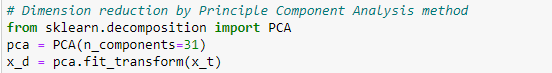 # Dimension reduction by Principle Component Analysis method
from sklearn.decomposition import PCA
pca = PCA(n_components=31)
x_d = pca.fit_transform(x_t)